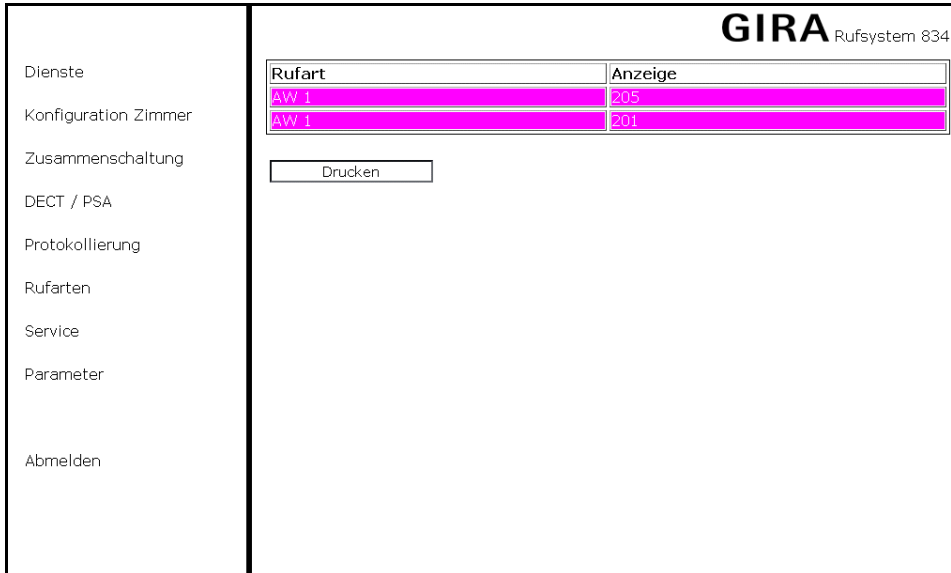 GIRA Rufsystem 834
Dienste
Konfiguration Zimmer
Zusammenschaltung
DECT / PSA
Protokollierung
Rufarten
Service
Parameter
Abmelden
Rufart Anzeige
AW 1 205
AW 1 201
Drucken